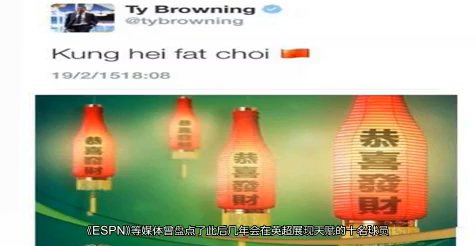 Ty Browning
@tybrowning
Kung hei fat choi 🇨🇳
19/2/1518:08
恭喜發財
恭喜發財
恭喜發財
恭喜發財
《ESPN》等媒体曾盘点了此后几年会在英超展现天赋的十名球员